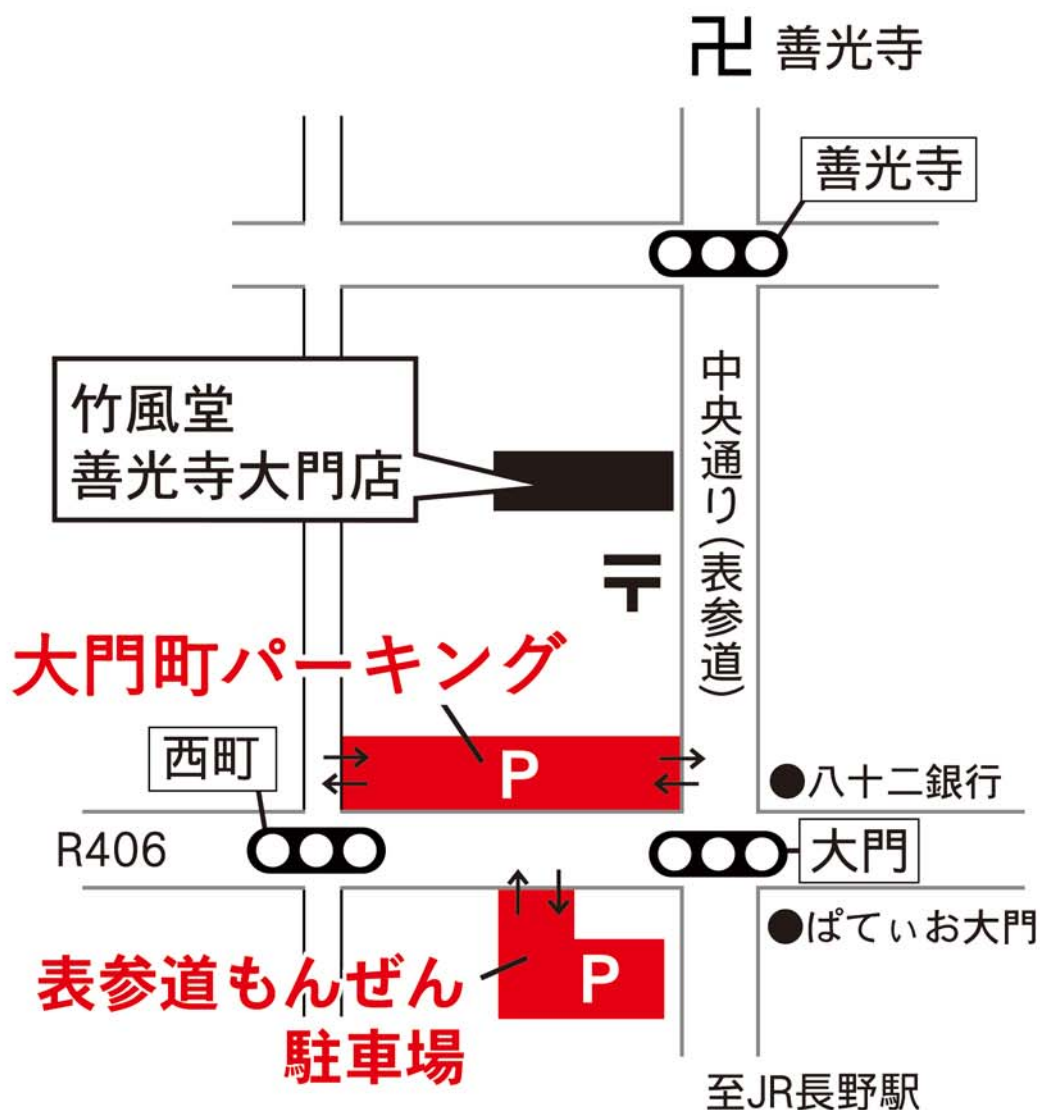 卍 善光寺
善光寺
竹風堂
善光寺大門店
中央通り(表参道)
〒
大門町パーキング
西町
P
●八十二銀行
R406
大門
●ぱてぃお大門
表参道もんぜん
駐車場
P
至JR長野駅